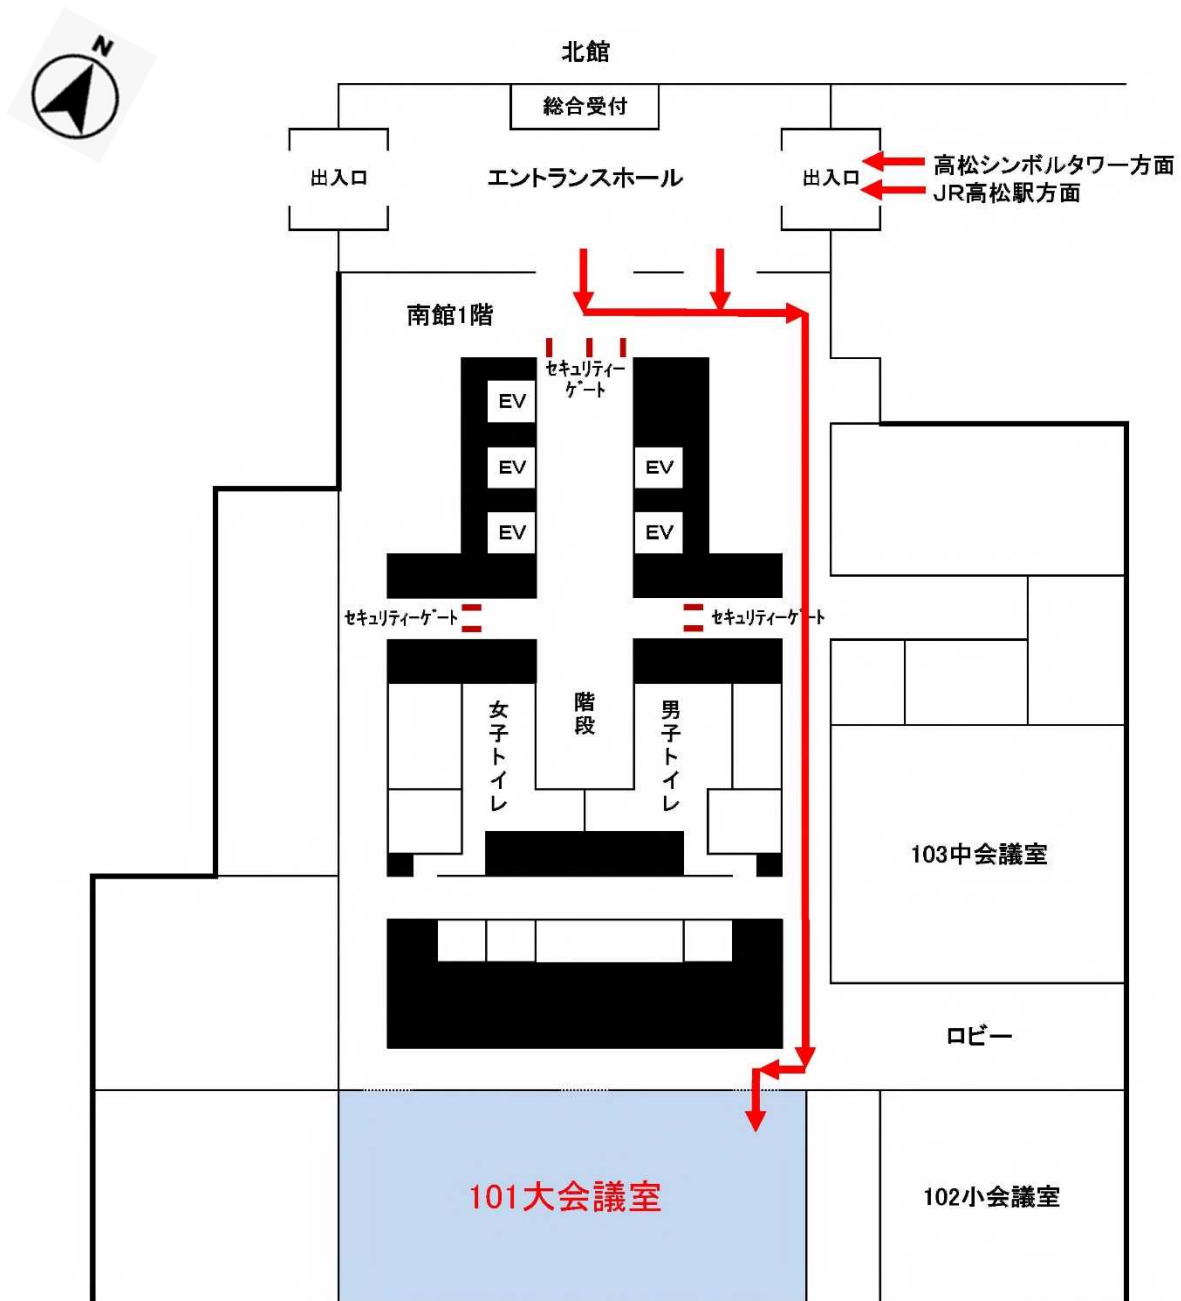 N
北館
総合受付
出入口
エントランスホール
出入口
高松シンボルタワー方面
JR高松駅方面
南館1階
セキュリティー
ゲート
EV
EV
EV
EV
EV
セキュリティーゲート
セキュリティーゲート
階段
女子トイレ
男子トイレ
103中会議室
ロビー
101大会議室
102小会議室